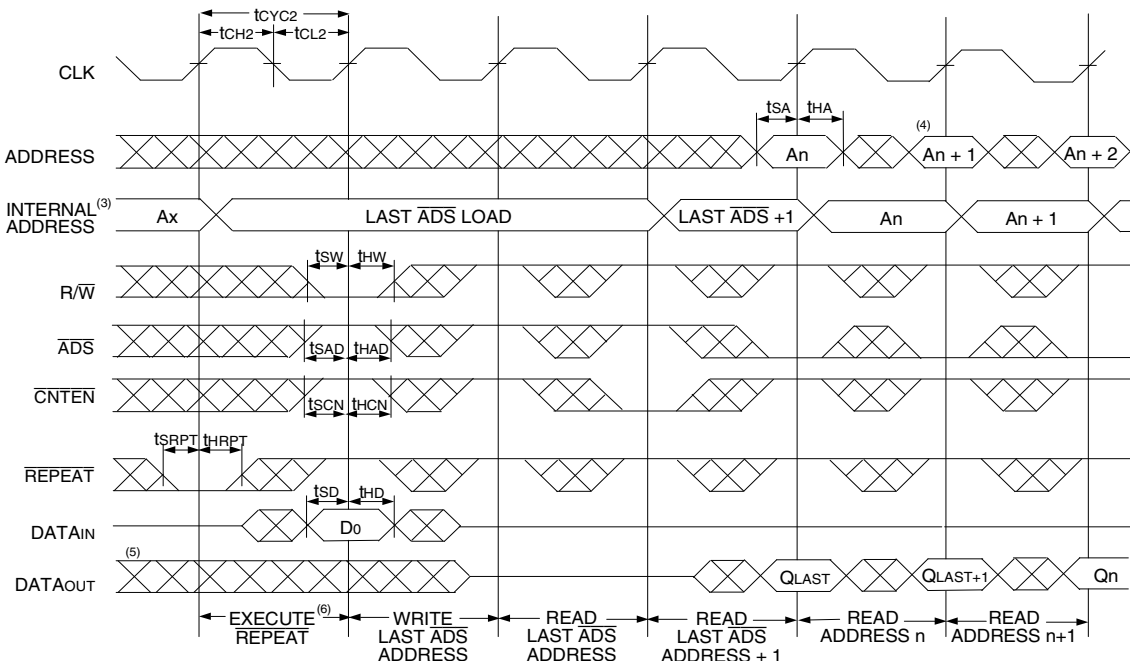 tCYC2
tCH2 tCL2
CLK
tSA tHA
ADDRESS An (4) An + 1 An + 2
INTERNAL(3) ADDRESS Ax LAST ADS LOAD LAST ADS +1 An An + 1
tSW tHW
R/W
ADS
tSAD tHAD
CNTEN
tSCN tHCN
tSRPT tHRPT
REPEAT
tSD tHD
DATAIN D0
(5)
DATAOUT QLAST QLAST+1 Qn
EXECUTE(6) REPEAT
WRITE LAST ADS ADDRESS
READ LAST ADS ADDRESS
READ LAST ADS ADDRESS + 1
READ ADDRESS n
READ ADDRESS n+1